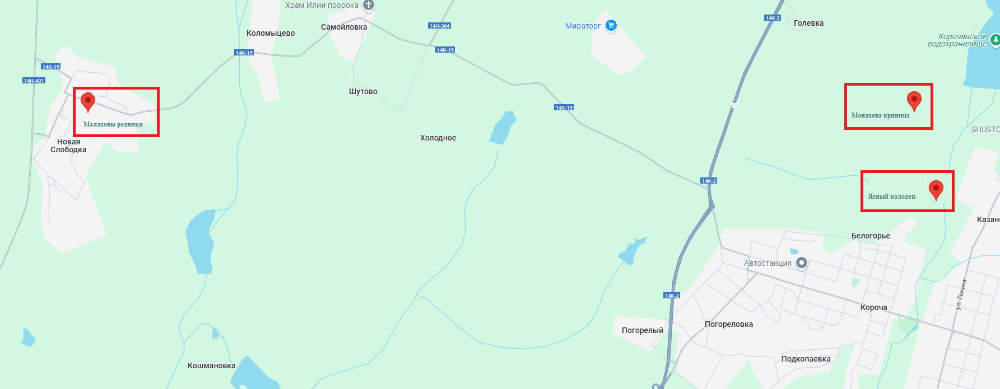 Храм Илии пророка
14К-2
Голевка
Самойловка
14Н-364
Мираторг
Коломыцево
Корочанское
водохранилище
14К-19
14К-19
14К-19
14Н-401
Шутово
14К-19
Малаховы родники
Монахова криница
SHUSTO
Новая
Слободка
Холодное
14К-2
Ясный колодец
Казан
Белогорье
Автостанция
14К-2
ул. Ленина
Короча
Погореловка
Погорелый
Подкопаевка
Кошмановка